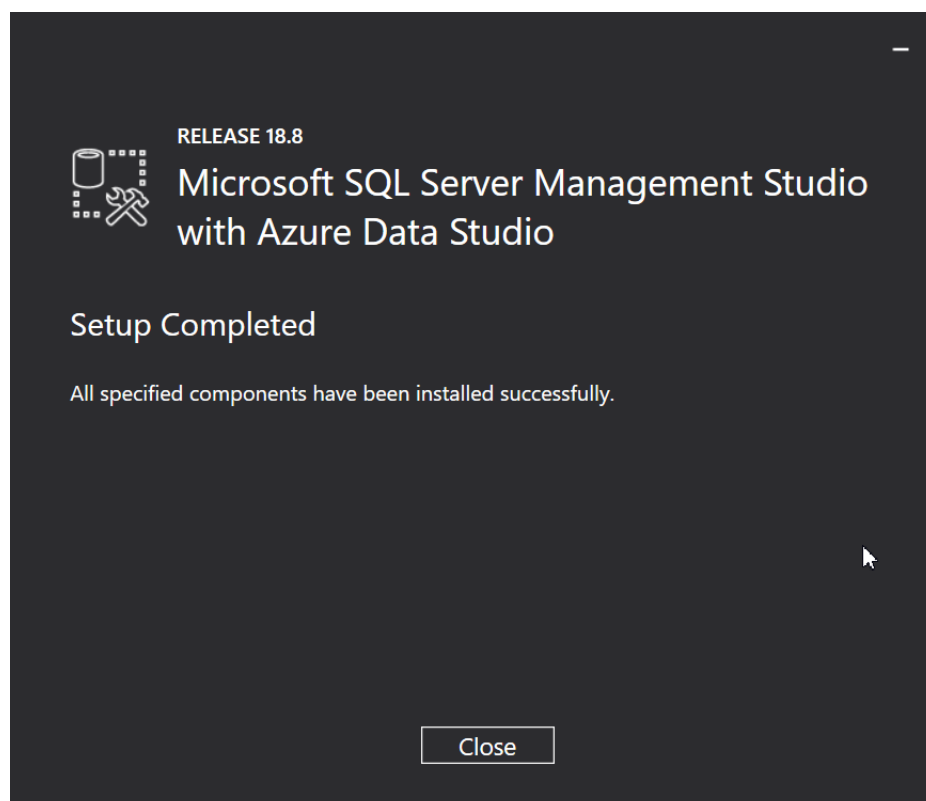 RELEASE 18.8
Microsoft SQL Server Management Studio
with Azure Data Studio
Setup Completed
All specified components have been installed successfully.
Close